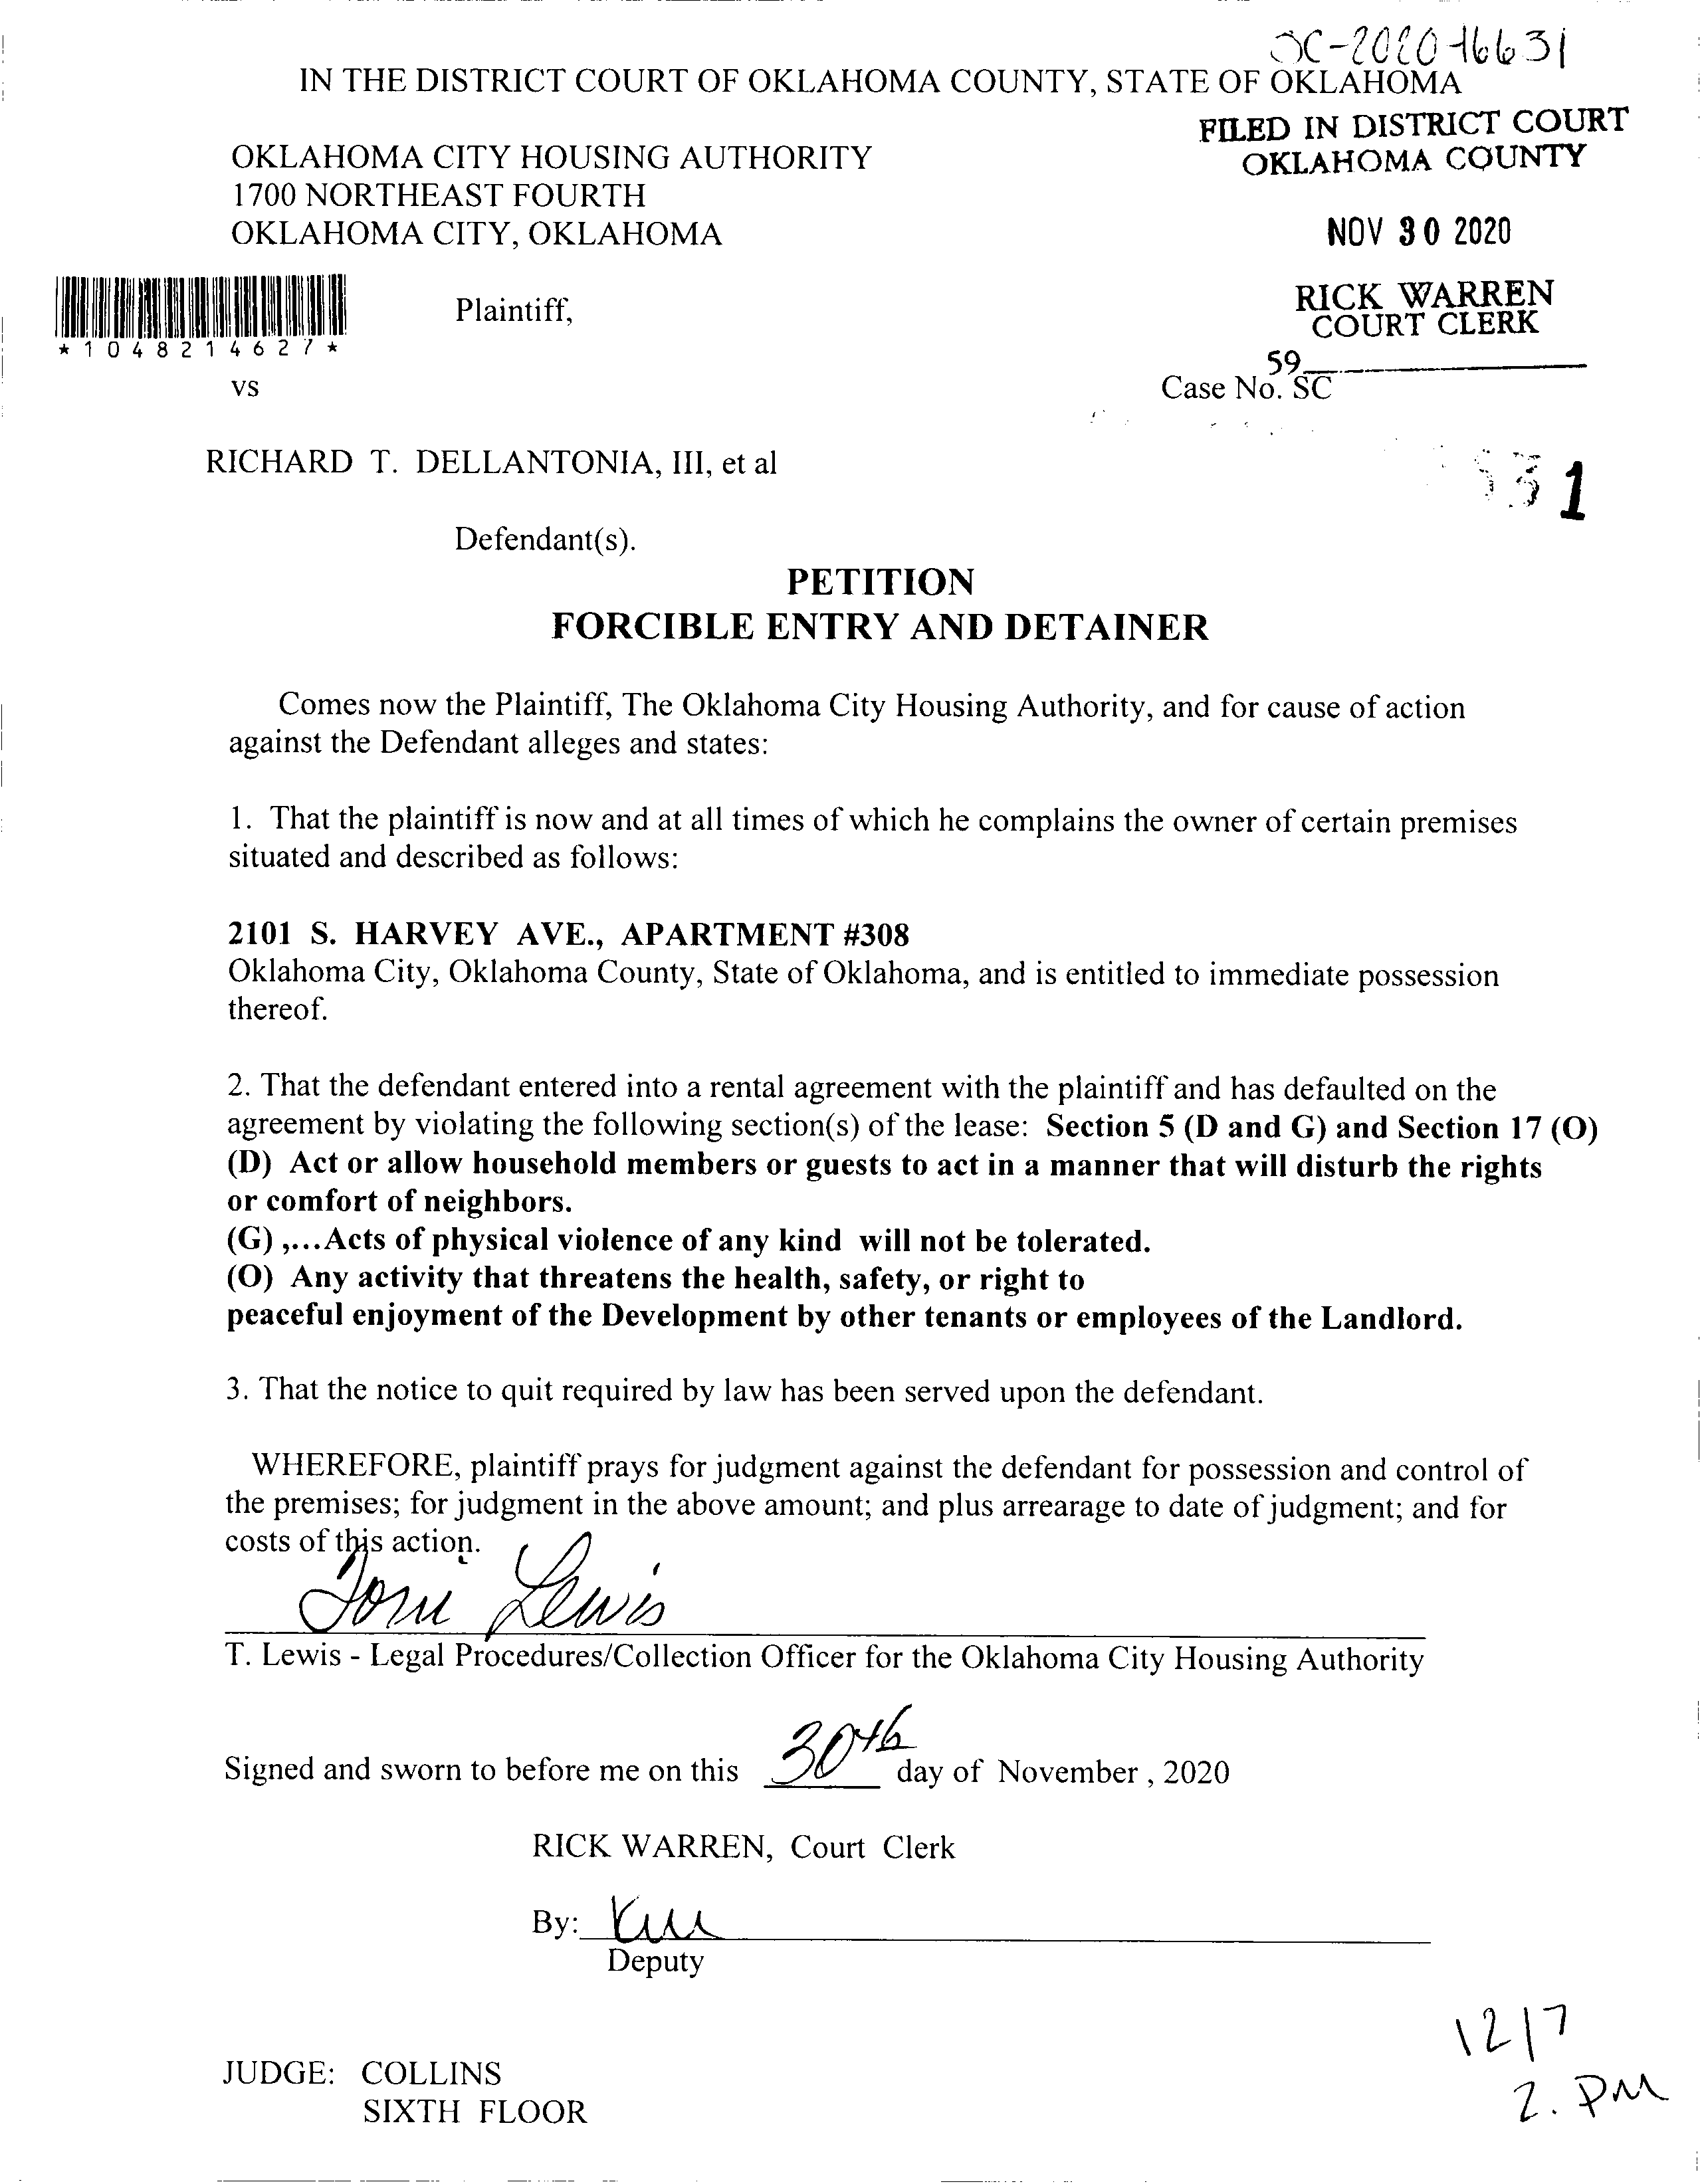 SC-2020-16631
IN THE DISTRICT COURT OF OKLAHOMA COUNTY, STATE OF OKLAHOMA
FILED IN DISTRICT COURT
OKLAHOMA COUNTY
OKLAHOMA CITY HOUSING AUTHORITY
1700 NORTHEAST FOURTH
OKLAHOMA CITY, OKLAHOMA
NOV 30 2020
RICK WARREN
COURT CLERK
*1048214627*
Plaintiff,
59
vs
Case No. SC
RICHARD T. DELLANTONIA, III, et al
31
Defendant(s).
PETITION
FORCIBLE ENTRY AND DETAINER
Comes now the Plaintiff, The Oklahoma City Housing Authority, and for cause of action
against the Defendant alleges and states:
1. That the plaintiff is now and at all times of which he complains the owner of certain premises
situated and described as follows:
2101 S. HARVEY AVE., APARTMENT #308
Oklahoma City, Oklahoma County, State of Oklahoma, and is entitled to immediate possession
thereof.
2. That the defendant entered into a rental agreement with the plaintiff and has defaulted on the
agreement by violating the following section(s) of the lease: Section 5 (D and G) and Section 17 (O)
(D) Act or allow household members or guests to act in a manner that will disturb the rights
or comfort of neighbors.
(G) ,...Acts of physical violence of any kind will not be tolerated.
(O) Any activity that threatens the health, safety, or right to
peaceful enjoyment of the Development by other tenants or employees of the Landlord.
3. That the notice to quit required by law has been served upon the defendant.
WHEREFORE, plaintiff prays for judgment against the defendant for possession and control of
the premises; for judgment in the above amount; and plus arrearage to date of judgment; and for
costs of this action.
Toni Lewis
T. Lewis - Legal Procedures/Collection Officer for the Oklahoma City Housing Authority
Signed and sworn to before me on this 30th day of November , 2020
RICK WARREN, Court Clerk
By:
Deputy
12/7
2. PM
JUDGE: COLLINS
SIXTH FLOOR